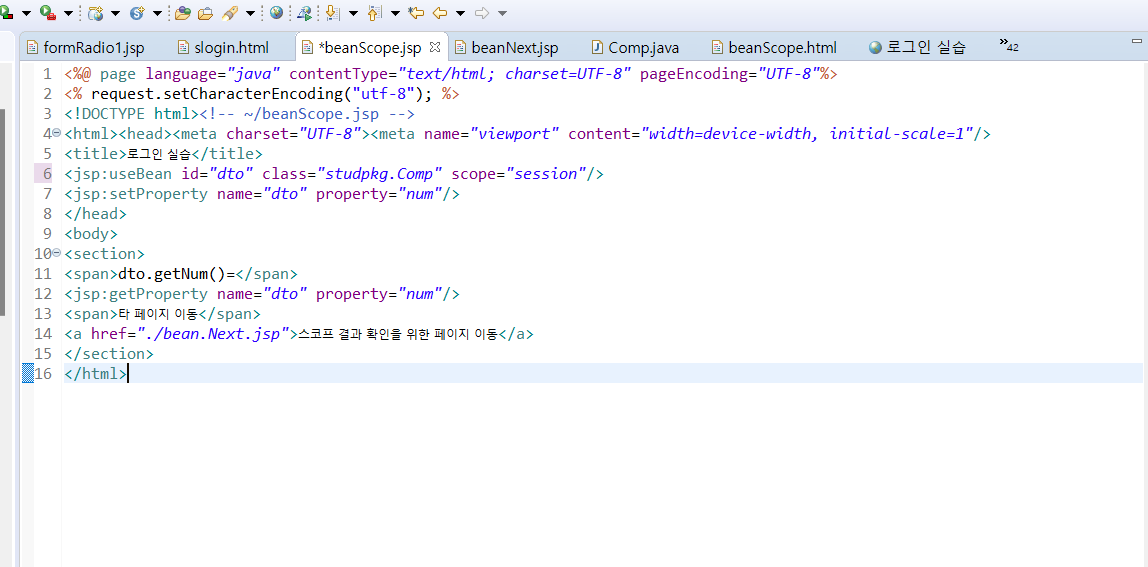 formRadio1.jsp slogin.html *beanScope.jsp beanNext.jsp Comp.java beanScope.html 로그인 실습 »42
1 <%@ page language="java" contentType="text/html; charset=UTF-8" pageEncoding="UTF-8"%>
2 <% request.setCharacterEncoding("utf-8"); %>
3 <!DOCTYPE html><!-- ~/beanScope.jsp -->
4 <html><head><meta charset="UTF-8"><meta name="viewport" content="width=device-width, initial-scale=1"/>
5 <title>로그인 실습</title>
6 <jsp:useBean id="dto" class="studpkg.Comp" scope="session"/>
7 <jsp:setProperty name="dto" property="num"/>
8 </head>
9 <body>
10 <section>
11 <span>dto.getNum()=</span>
12 <jsp:getProperty name="dto" property="num"/>
13 <span>타 페이지 이동</span>
14 <a href="./bean.Next.jsp">스코프 결과 확인을 위한 페이지 이동</a>
15 </section>
16 </html>